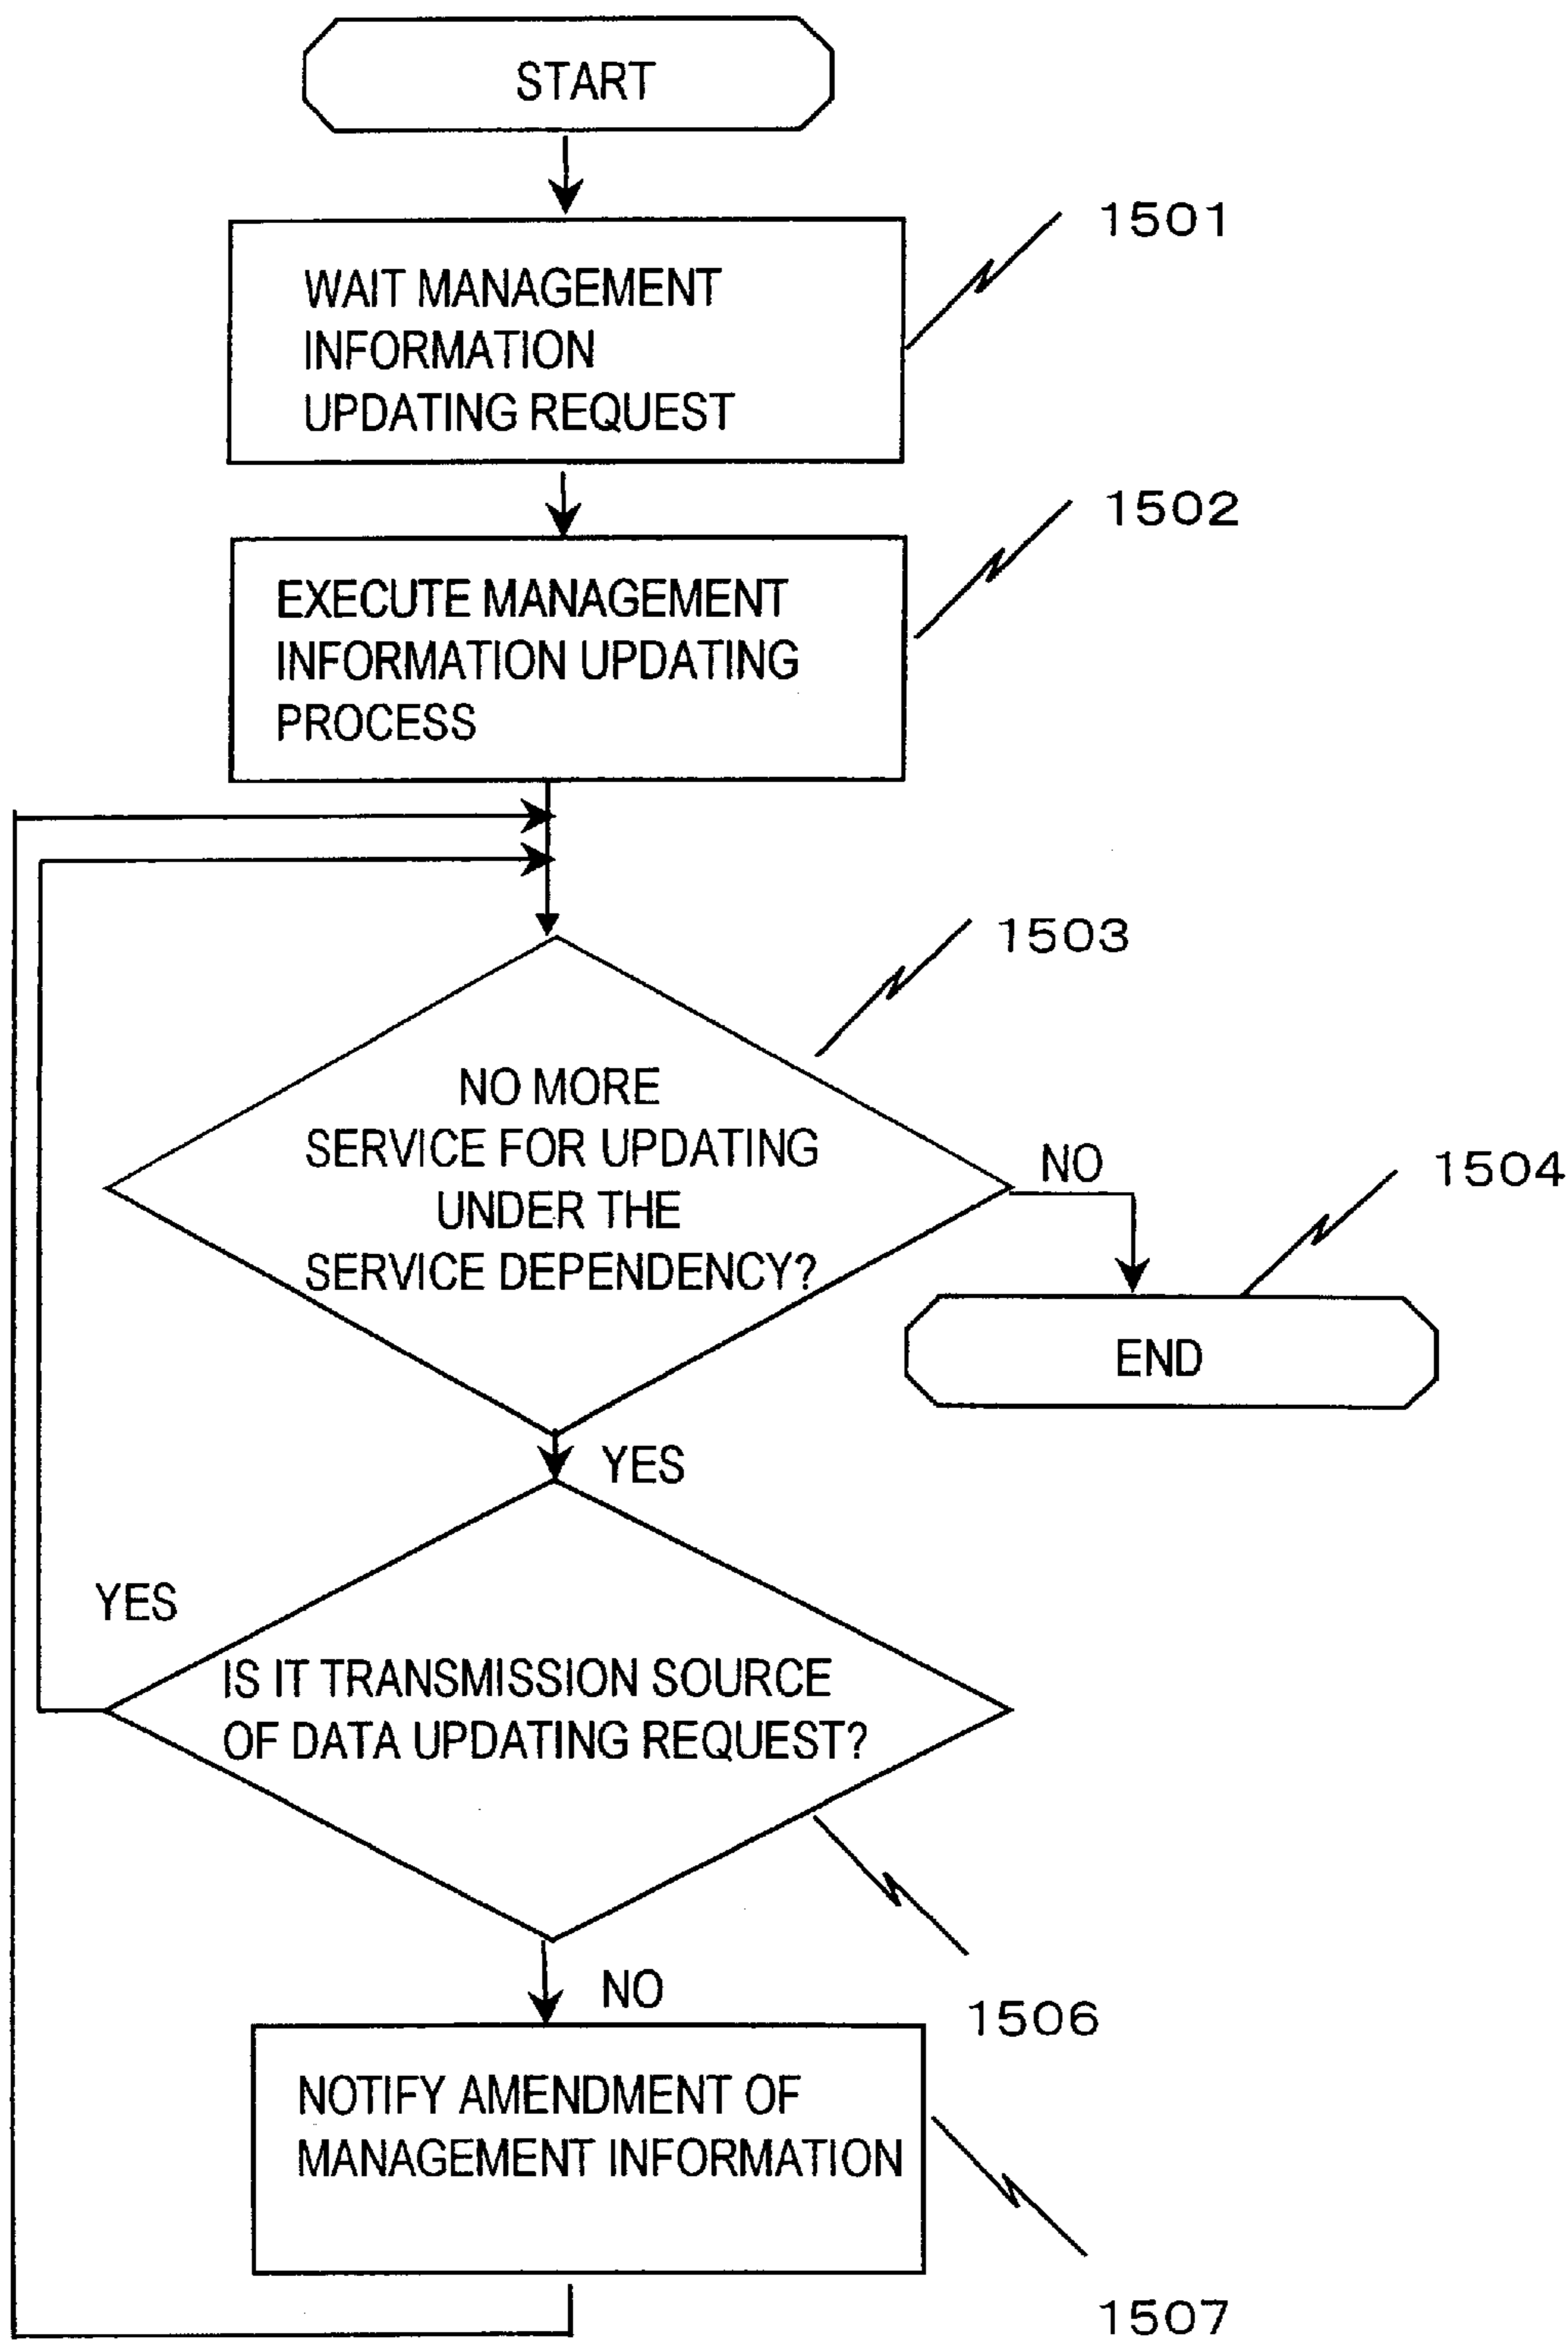 START
1501
WAIT MANAGEMENT
INFORMATION
UPDATING REQUEST
1502
EXECUTE MANAGEMENT
INFORMATION UPDATING
PROCESS
1503
NO MORE
SERVICE FOR UPDATING
UNDER THE
SERVICE DEPENDENCY?
NO
1504
END
YES
YES
IS IT TRANSMISSION SOURCE
OF DATA UPDATING REQUEST?
NO
1506
NOTIFY AMENDMENT OF
MANAGEMENT INFORMATION
1507